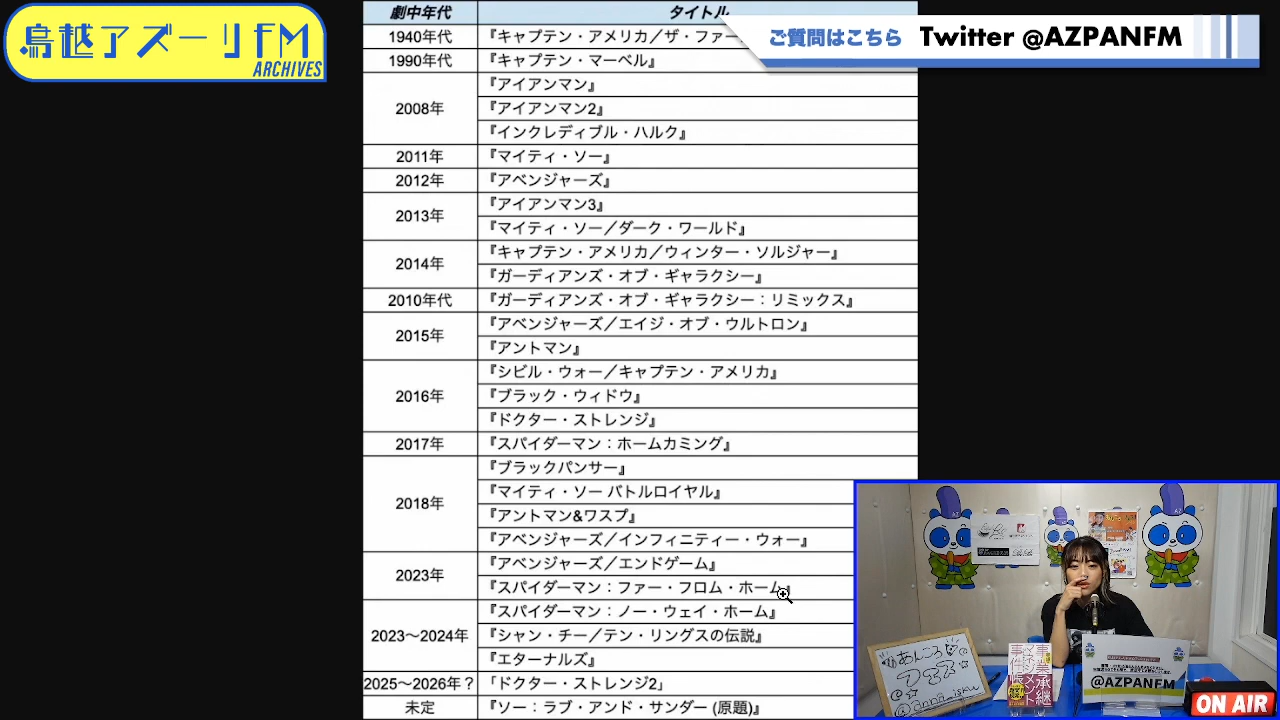 鳥越アズーリFM
ARCHIVES
ご質問はこちら Twitter @AZPANFM
劇中年代 タイトル
1940年代 『キャプテン・アメリカ／ザ・ファー
1990年代 『キャプテン・マーベル』
2008年 『アイアンマン』
『アイアンマン2』
『インクレディブル・ハルク』
2011年 『マイティ・ソー』
2012年 『アベンジャーズ』
2013年 『アイアンマン3』
『マイティ・ソー／ダーク・ワールド』
2014年 『キャプテン・アメリカ／ウィンター・ソルジャー』
『ガーディアンズ・オブ・ギャラクシー』
2010年代 『ガーディアンズ・オブ・ギャラクシー：リミックス』
2015年 『アベンジャーズ／エイジ・オブ・ウルトロン』
『アントマン』
2016年 『シビル・ウォー／キャプテン・アメリカ』
『ブラック・ウィドウ』
『ドクター・ストレンジ』
2017年 『スパイダーマン：ホームカミング』
2018年 『ブラックパンサー』
『マイティ・ソー バトルロイヤル』
『アントマン&ワスプ』
『アベンジャーズ／インフィニティー・ウォー』
2023年 『アベンジャーズ／エンドゲーム』
『スパイダーマン：ファー・フロム・ホーム』
2023〜2024年 『スパイダーマン：ノー・ウェイ・ホーム』
『シャン・チー／テン・リングスの伝説』
『エターナルズ』
2025〜2026年？ 「ドクター・ストレンジ2」
未定 『ソー：ラブ・アンド・サンダー (原題)』
あんころ
事業承継
マネジメント
事件帳
@AZPANFM
ON AIR